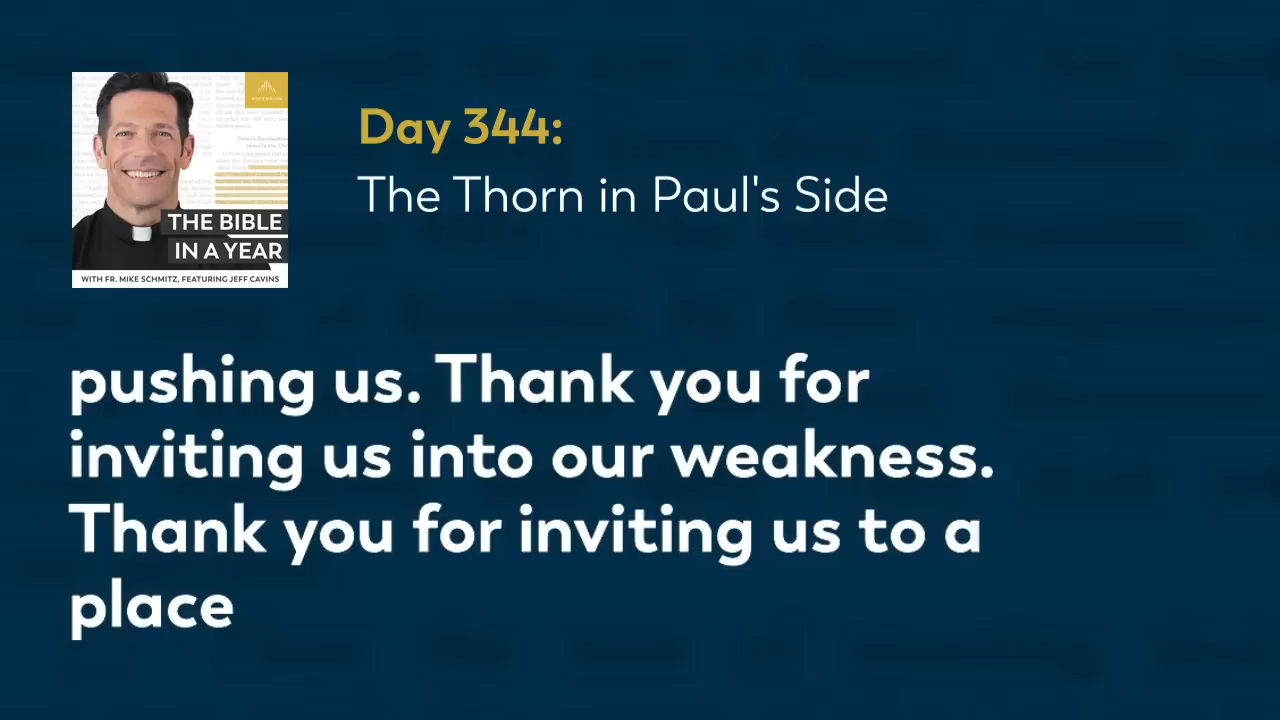 THE BIBLE
IN A YEAR
WITH FR. MIKE SCHMITZ, FEATURING JEFF CAVINS
Day 344:
The Thorn in Paul's Side
pushing us. Thank you for
inviting us into our weakness.
Thank you for inviting us to a
place